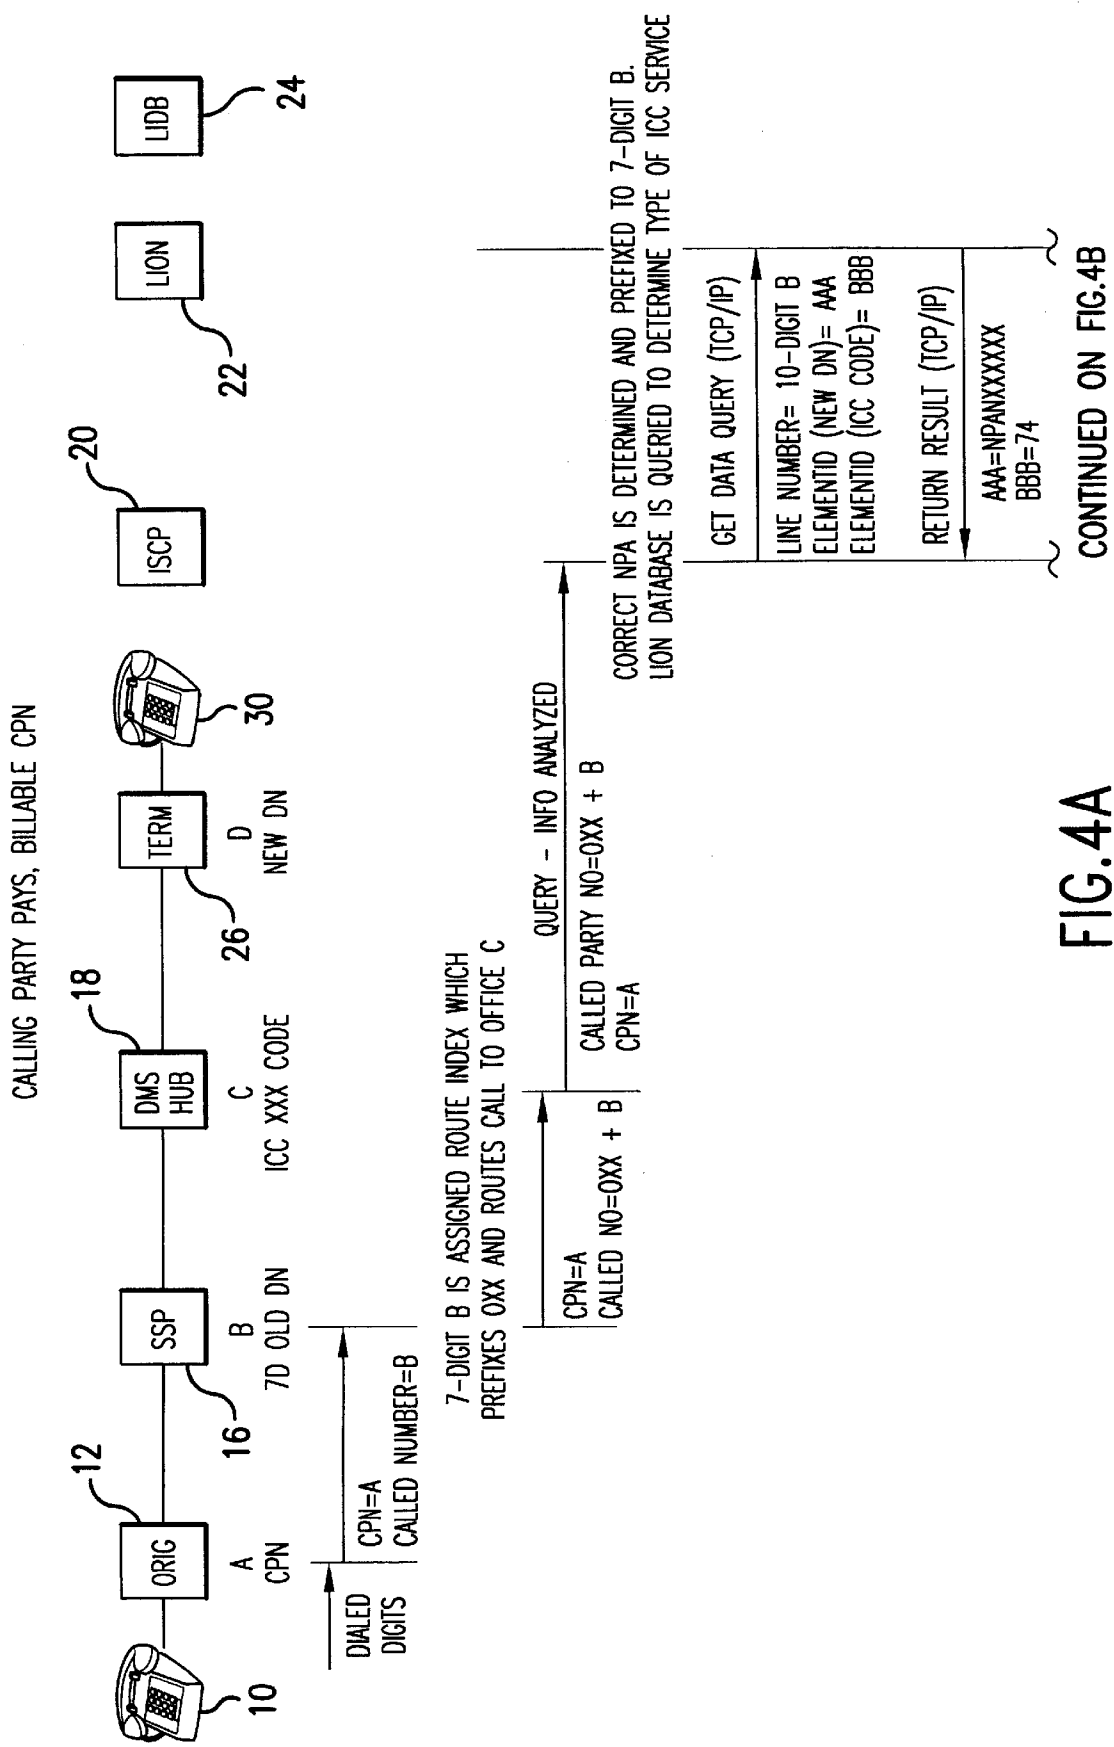 CALLING PARTY PAYS, BILLABLE CPN
10
12
ORIG
A
CPN
16
SSP
B
7D OLD DN
18
DMS
HUB
C
ICC XXX CODE
26
TERM
D
NEW DN
30
20
ISCP
22
LION
24
LIDB
DIALED
DIGITS
CPN=A
CALLED NUMBER=B
7-DIGIT B IS ASSIGNED ROUTE INDEX WHICH
PREFIXES OXX AND ROUTES CALL TO OFFICE C
CPN=A
CALLED NO=OXX + B
QUERY - INFO ANALYZED
CALLED PARTY NO=OXX + B
CPN=A
CORRECT NPA IS DETERMINED AND PREFIXED TO 7-DIGIT B.
LION DATABASE IS QUERIED TO DETERMINE TYPE OF ICC SERVICE
GET DATA QUERY (TCP/IP)
LINE NUMBER= 10-DIGIT B
ELEMENTID (NEW DN)= AAA
ELEMENTID (ICC CODE)= BBB
RETURN RESULT (TCP/IP)
AAA=NPANXXXXXX
BBB=74
CONTINUED ON FIG.4B
FIG.4A